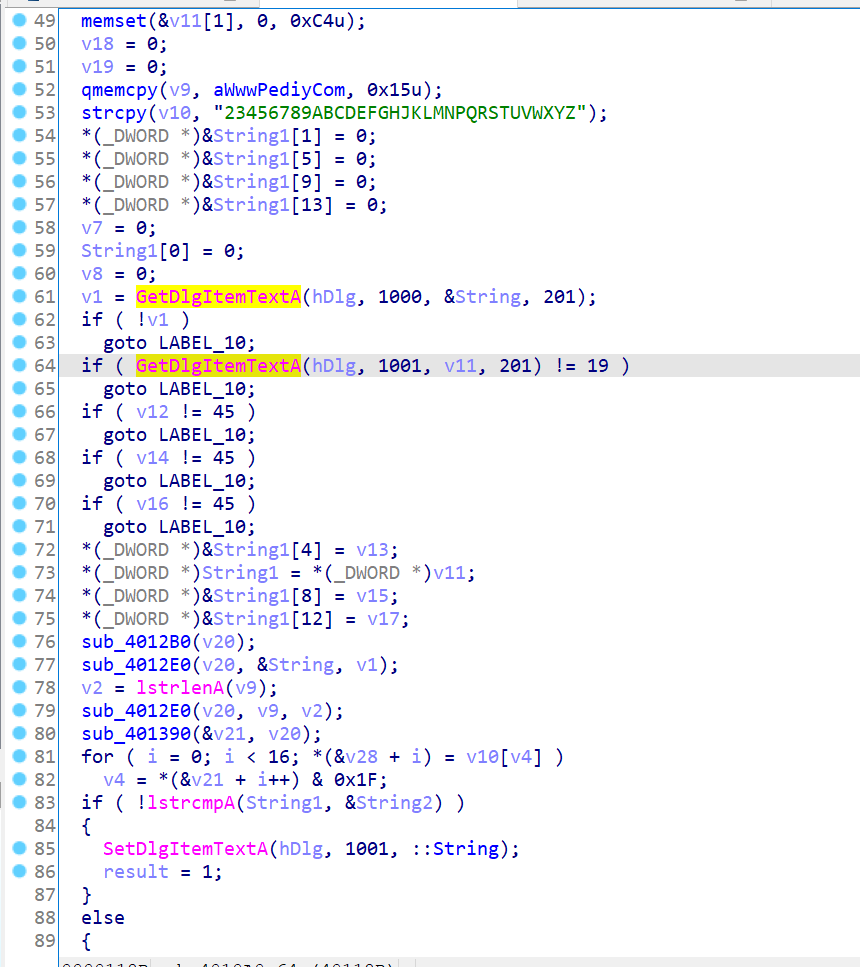 49 memset(&v11[1], 0, 0xC4u);
50 v18 = 0;
51 v19 = 0;
52 qmemcpy(v9, aWwwPediyCom, 0x15u);
53 strcpy(v10, "23456789ABCDEFGHJKLMNPQRSTUVWXYZ");
54 *(_DWORD *)&String1[1] = 0;
55 *(_DWORD *)&String1[5] = 0;
56 *(_DWORD *)&String1[9] = 0;
57 *(_DWORD *)&String1[13] = 0;
58 v7 = 0;
59 String1[0] = 0;
60 v8 = 0;
61 v1 = GetDlgItemTextA(hDlg, 1000, &String, 201);
62 if ( !v1 )
63 goto LABEL_10;
64 if ( GetDlgItemTextA(hDlg, 1001, v11, 201) != 19 )
65 goto LABEL_10;
66 if ( v12 != 45 )
67 goto LABEL_10;
68 if ( v14 != 45 )
69 goto LABEL_10;
70 if ( v16 != 45 )
71 goto LABEL_10;
72 *(_DWORD *)&String1[4] = v13;
73 *(_DWORD *)String1 = *(_DWORD *)v11;
74 *(_DWORD *)&String1[8] = v15;
75 *(_DWORD *)&String1[12] = v17;
76 sub_4012B0(v20);
77 sub_4012E0(v20, &String, v1);
78 v2 = lstrlenA(v9);
79 sub_4012E0(v20, v9, v2);
80 sub_401390(&v21, v20);
81 for ( i = 0; i < 16; *(&v28 + i) = v10[v4] )
82 v4 = *(&v21 + i++) & 0x1F;
83 if ( !lstrcmpA(String1, &String2) )
84 {
85 SetDlgItemTextA(hDlg, 1001, ::String);
86 result = 1;
87 }
88 else
89 {